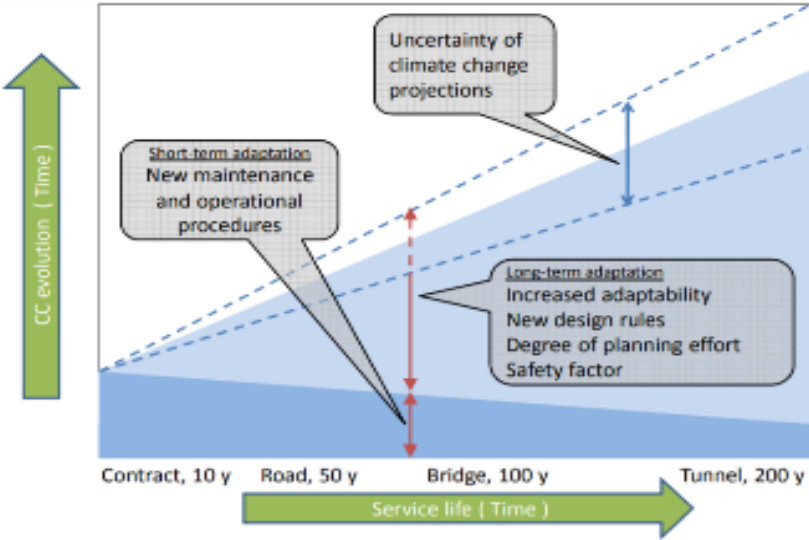 Uncertainty of
climate change
projections
Short-term adaptation
New maintenance
and operational
procedures
CC evolution ( Time )
Long-term adaptation
Increased adaptability
New design rules
Degree of planning effort
Safety factor
Contract, 10 y Road, 50 y Bridge, 100 y Tunnel, 200 y
Service life ( Time )